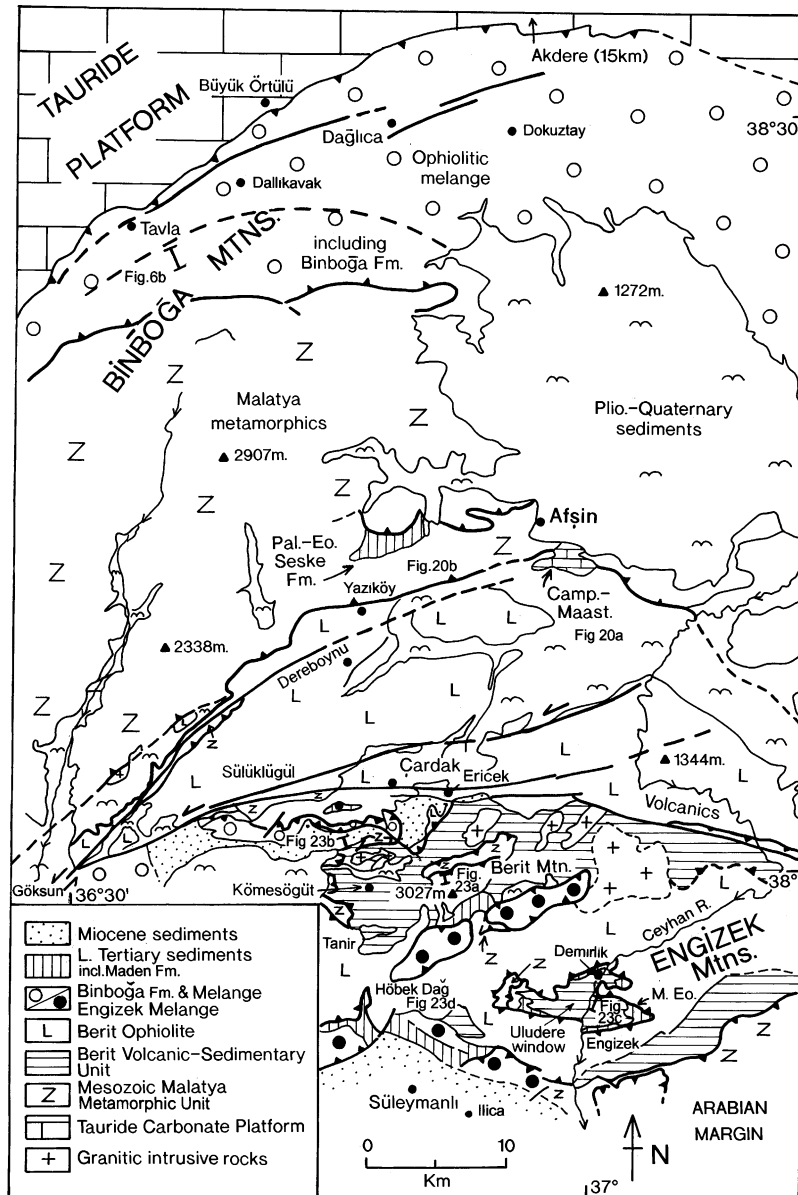 TAURIDE
PLATFORM
Akdere (15km)
Büyük Örtülü
38°30
Dağlıca
Dokuztay
Ophiolitic
melange
Dallıkavak
Tavla
including
Binboğa Fm.
Fig.6b
BİNBOĞA MTNS.
1272m.
Malatya
metamorphics
2907m.
Plio.-Quaternary
sediments
Afşin
Pal.-Eo.
Seske
Fm.
Fig.20b
Yazıköy
Camp.-
Maast.
Fig 20a
2338m.
Dereboynu
Cardak
Ericek
Sülüklügül
1344m.
Volcanics
Fig 23b
Berit Mtn.
Fig.
23a
Kömesögüt
3027m
Göksun
36°30'
38°
Tanir
Ceyhan R.
ENGİZEK
Mtns.
Demırlik
Höbek Dağ
Fig 23d
Fig
23c
M. Eo.
Uludere
window
Engizek
Süleymanlı
Ilica
ARABIAN
MARGIN
0 10
Km
N
37°
Miocene sediments
L. Tertiary sediments
incl.Maden Fm.
Binboğa Fm. & Melange
Engizek Melange
L Berit Ophiolite
Berit Volcanic-Sedimentary
Unit
Z Mesozoic Malatya
Metamorphic Unit
Tauride Carbonate Platform
+ Granitic intrusive rocks